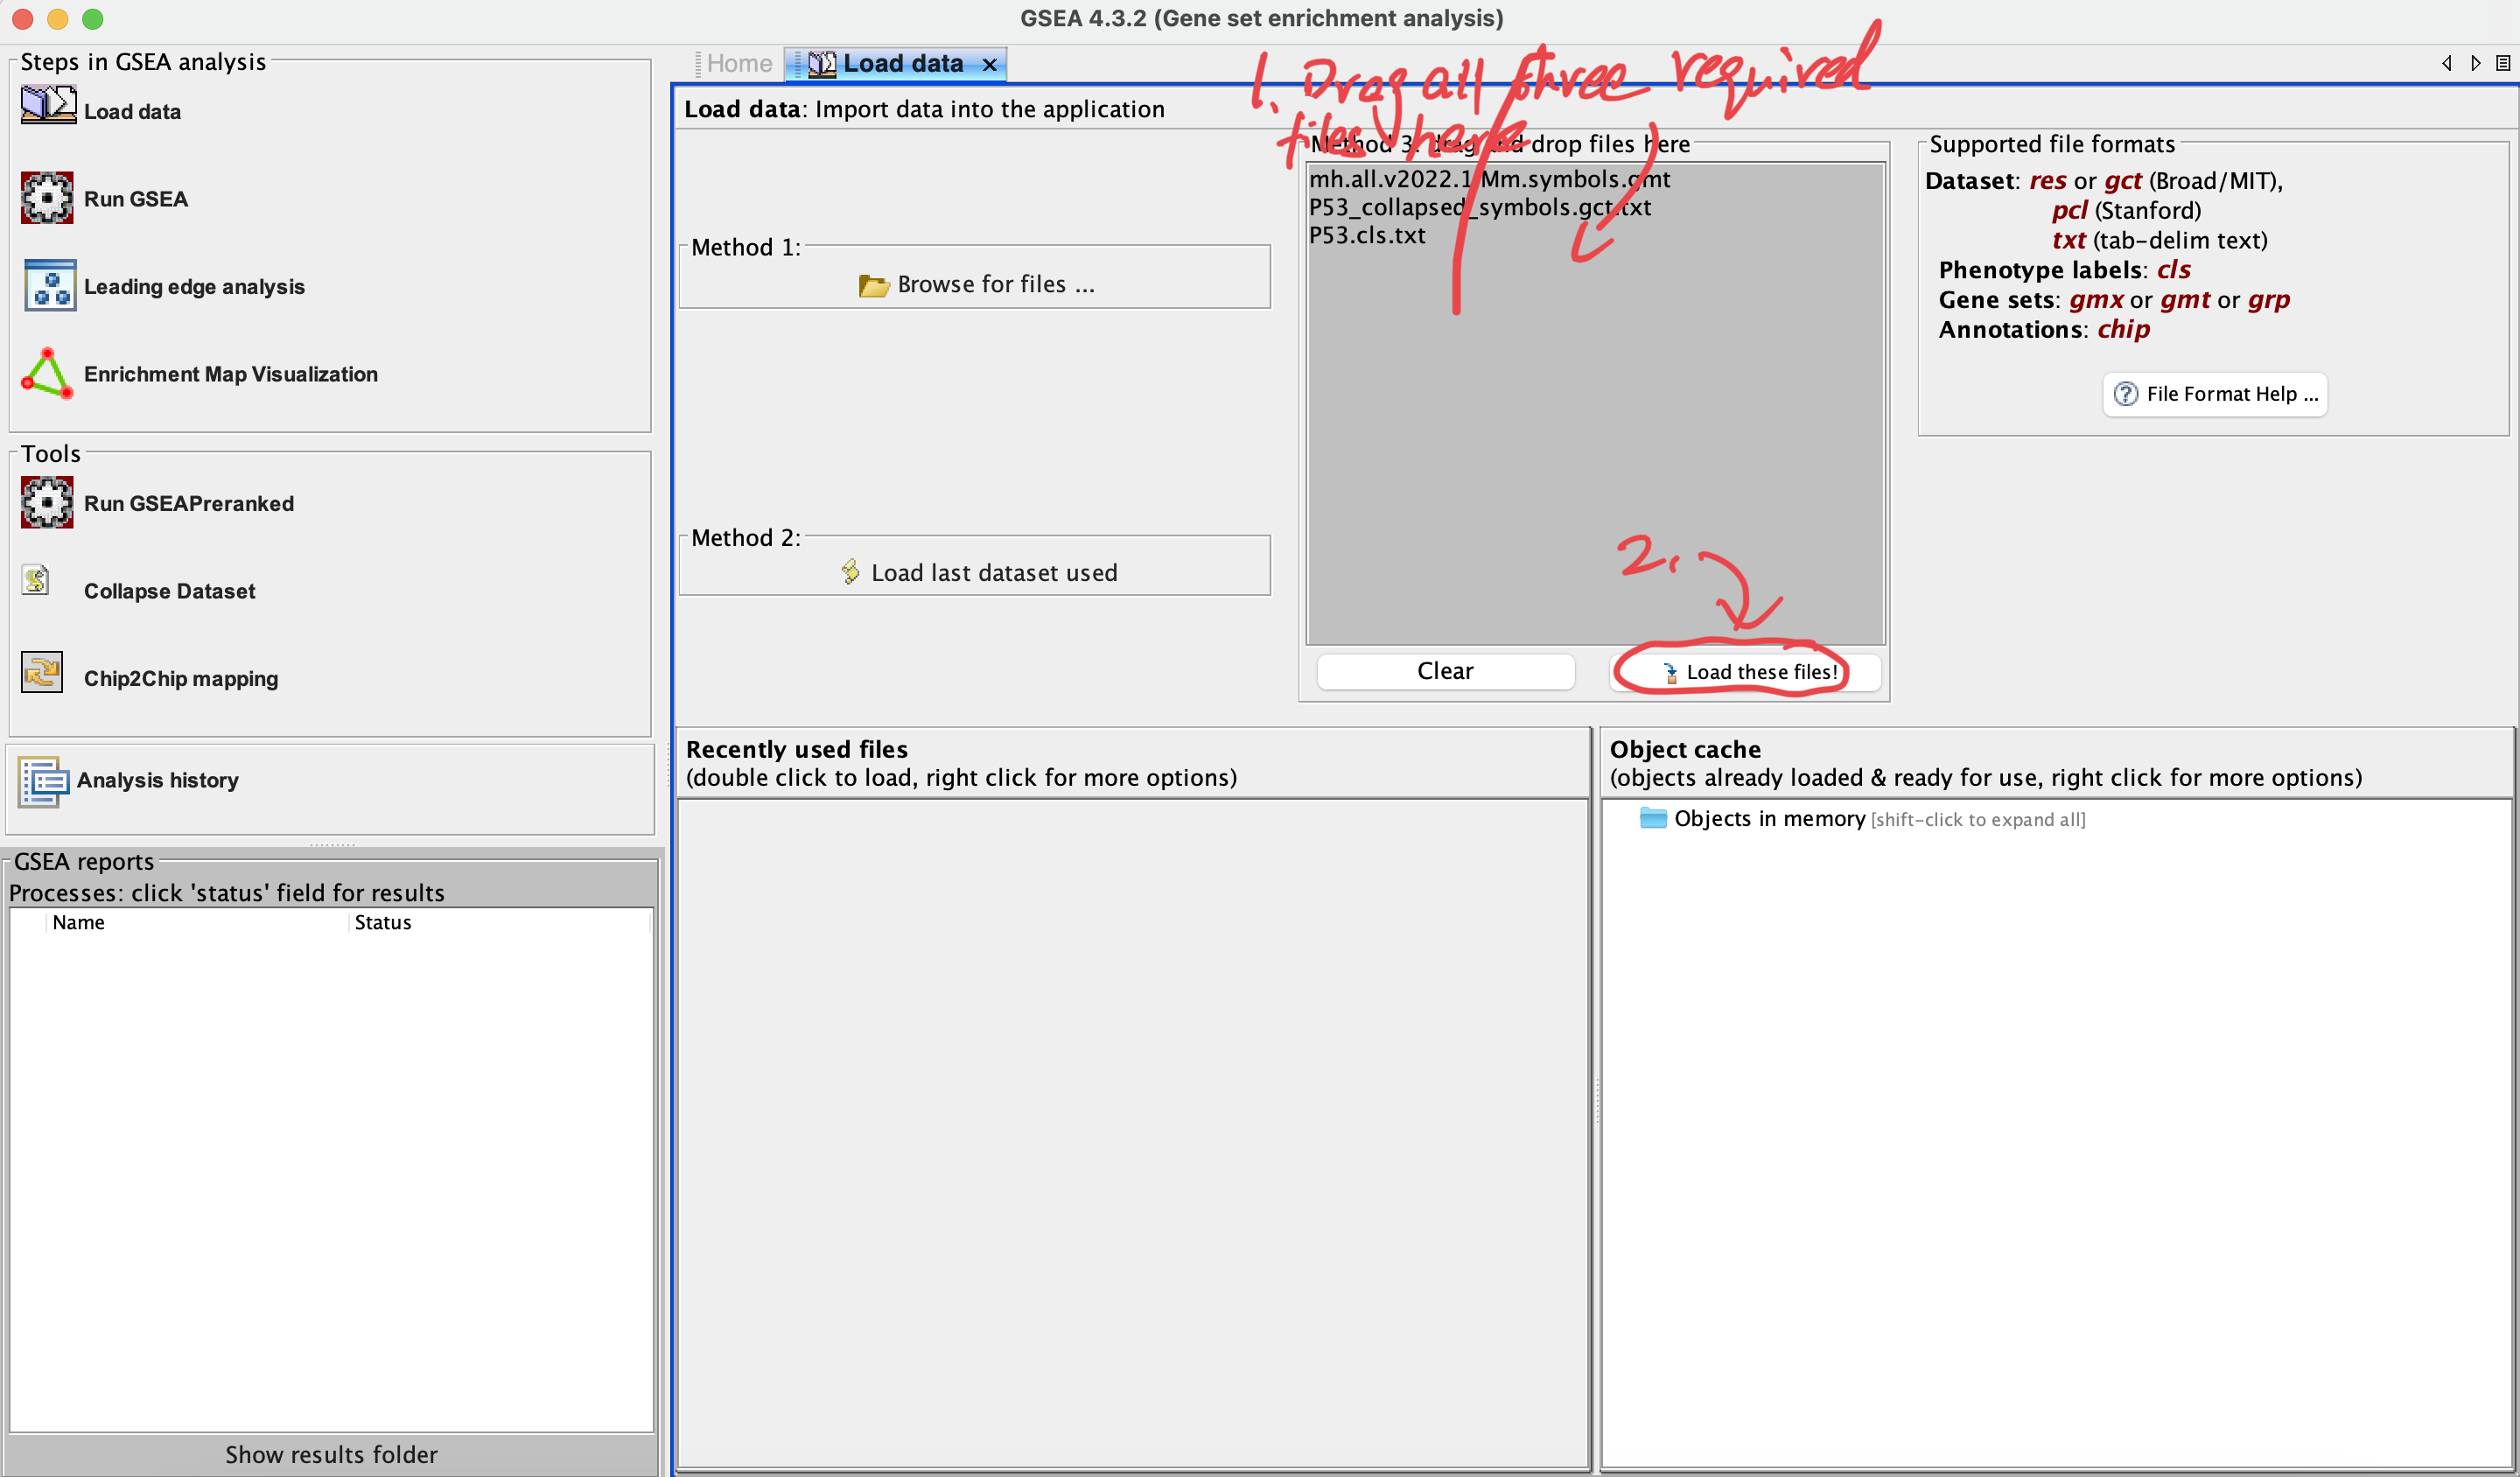 GSEA 4.3.2 (Gene set enrichment analysis)
Steps in GSEA analysis
Load data
Run GSEA
Leading edge analysis
Enrichment Map Visualization
Tools
Run GSEAPreranked
Collapse Dataset
Chip2Chip mapping
Analysis history
GSEA reports
Processes: click 'status' field for results
Name Status
Show results folder
Home Load data
1. Drag all three required
files here
Load data: Import data into the application
Method 1:
Browse for files ...
Method 2:
Load last dataset used
Method 3: drag and drop files here
mh.all.v2022.1.Mm.symbols.gmt
P53_collapsed_symbols.gct.txt
P53.cls.txt
2.
Clear Load these files!
Supported file formats
Dataset: res or gct (Broad/MIT),
pcl (Stanford)
txt (tab-delim text)
Phenotype labels: cls
Gene sets: gmx or gmt or grp
Annotations: chip
File Format Help ...
Recently used files
(double click to load, right click for more options)
Object cache
(objects already loaded & ready for use, right click for more options)
Objects in memory [shift-click to expand all]